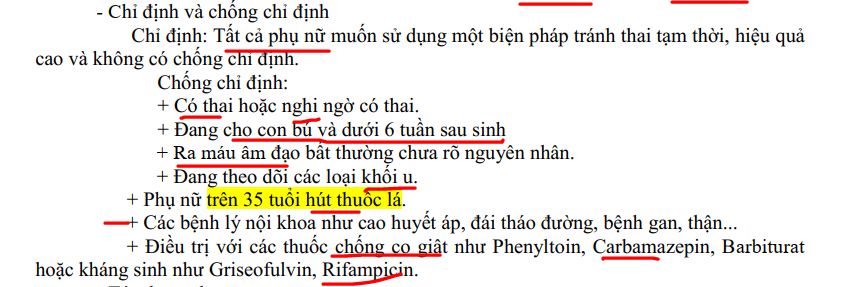 - Chỉ định và chống chỉ định
Chỉ định: Tất cả phụ nữ muốn sử dụng một biện pháp tránh thai tạm thời, hiệu quả
cao và không có chống chỉ định.
Chống chỉ định:
+ Có thai hoặc nghi ngờ có thai.
+ Đang cho con bú và dưới 6 tuần sau sinh
+ Ra máu âm đạo bất thường chưa rõ nguyên nhân.
+ Đang theo dõi các loại khối u.
+ Phụ nữ trên 35 tuổi hút thuốc lá.
+ Các bệnh lý nội khoa như cao huyết áp, đái tháo đường, bệnh gan, thận...
+ Điều trị với các thuốc chống co giật như Phenyltoin, Carbamazepin, Barbiturat
hoặc kháng sinh như Griseofulvin, Rifampicin.